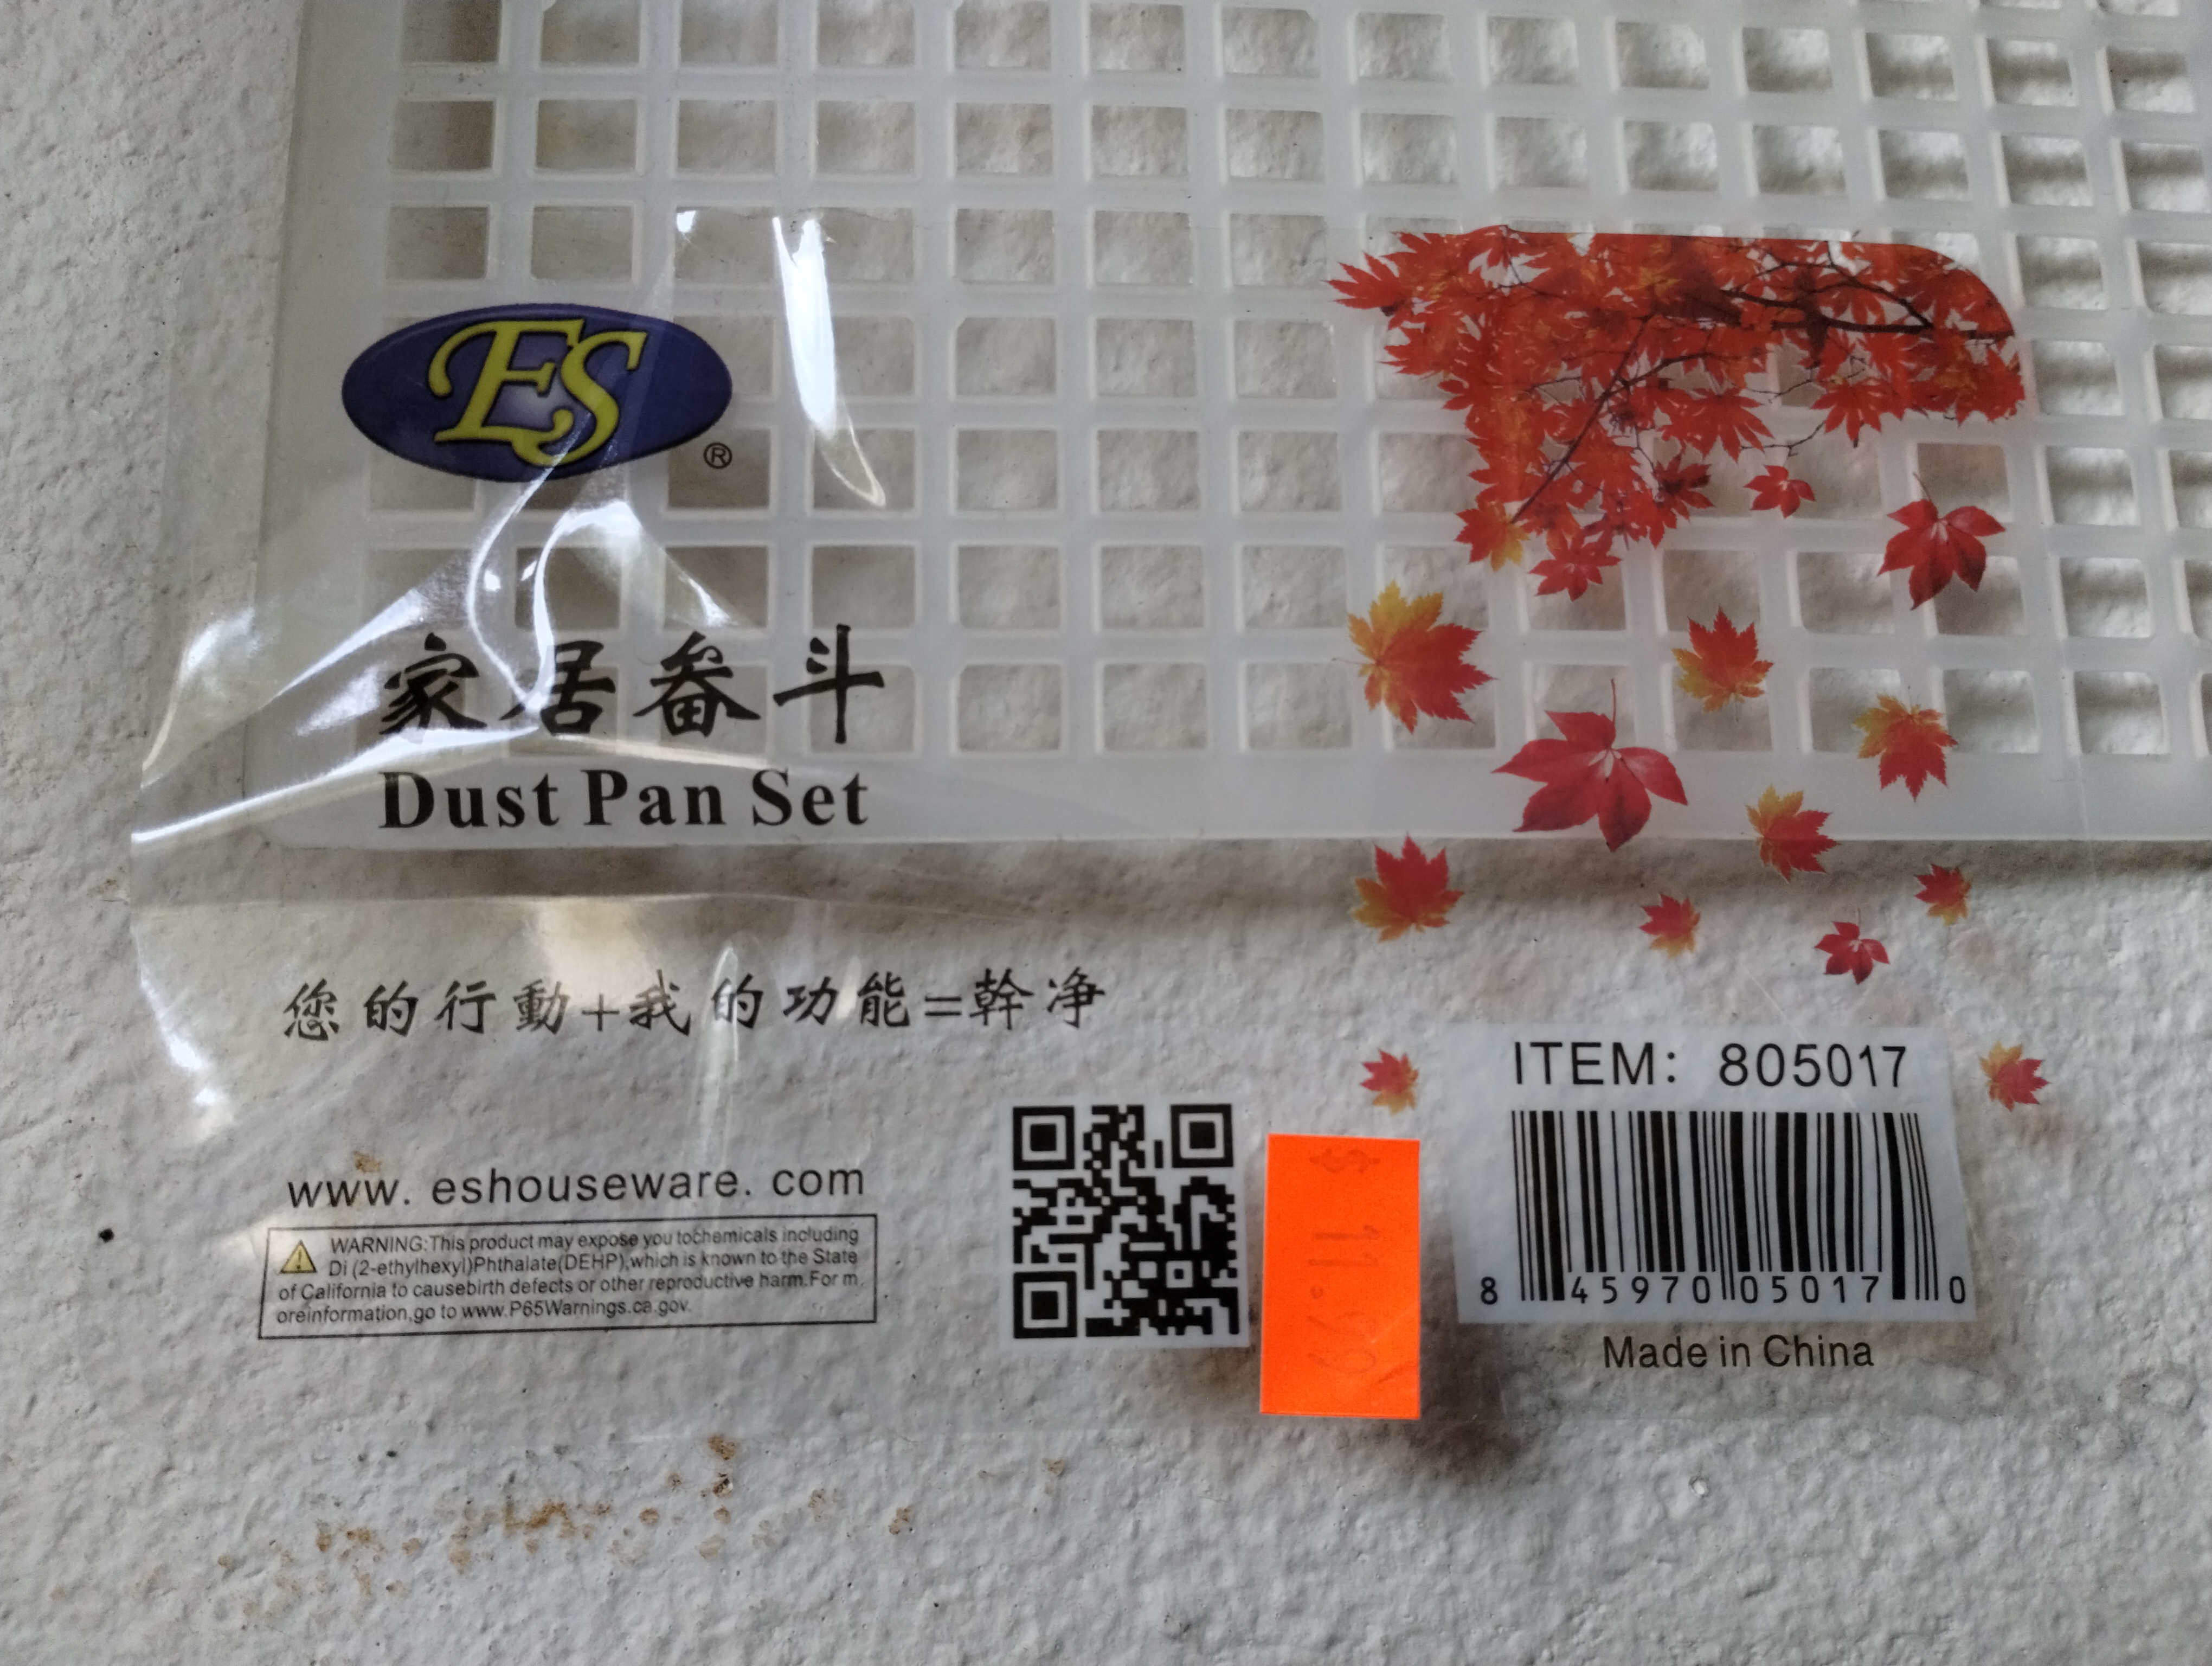 ES
®
家居畚斗
Dust Pan Set
您的行動+我的功能=幹净
ITEM: 805017
www. eshouseware. com
WARNING:This product may expose you tochemicals including
Di (2-ethylhexyl)Phthalate(DEHP),which is known to the State
of California to causebirth defects or other reproductive harm.For m
oreinformation,go to www.P65Warnings.ca.gov.
$ 11.99
8 45970 05017 0
Made in China